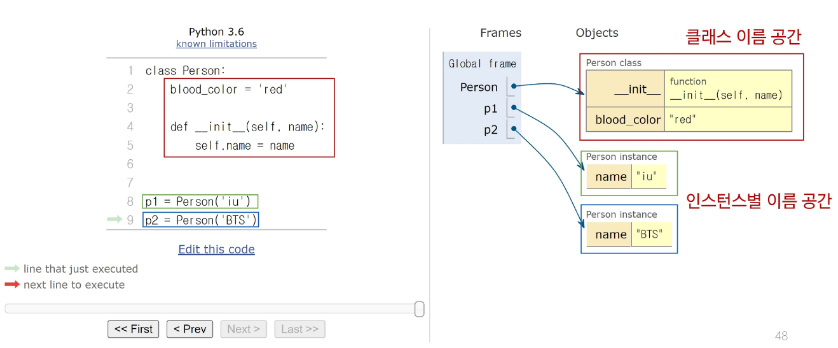 Python 3.6
known limitations
1 class Person:
2 blood_color = 'red'
3
4 def __init__(self, name):
5 self.name = name
6
7
8 p1 = Person('iu')
9 p2 = Person('BTS')
Edit this code
line that just executed
next line to execute
<< First < Prev Next > Last >>
Frames Objects
클래스 이름 공간
Global frame
Person
p1
p2
Person class
__init__ function
__init__(self, name)
blood_color "red"
Person instance
name "iu"
인스턴스별 이름 공간
Person instance
name "BTS"
48